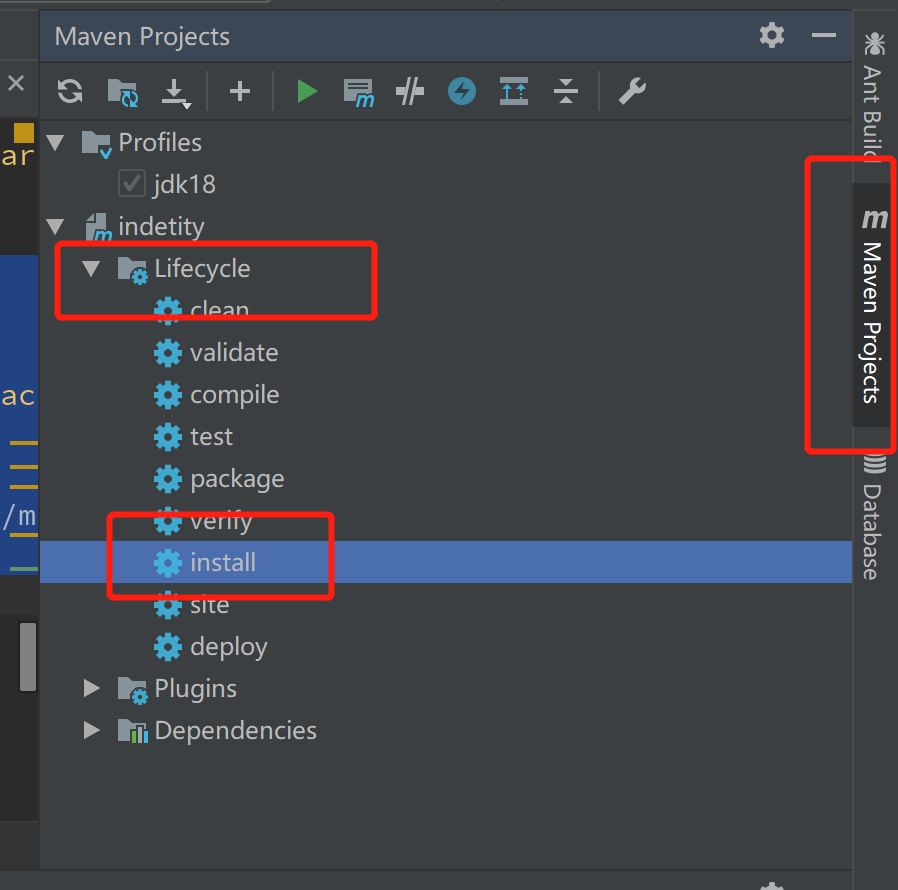 Maven Projects
Profiles
jdk18
indetity
Lifecycle
clean
validate
compile
test
package
verify
install
site
deploy
Plugins
Dependencies
Ant Build
Maven Projects
Database
ar
ac
/m